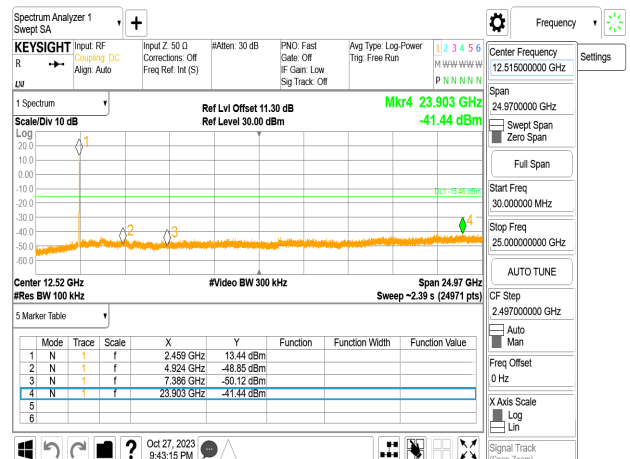 Spectrum Analyzer 1
Swept SA
Frequency
KEYSIGHT
Input: RF
Coupling: DC
Align: Auto
R
LXI
Input Z: 50 Ω
Corrections: Off
Freq Ref: Int (S)
#Atten: 30 dB
PNO: Fast
Gate: Off
IF Gain: Low
Sig Track: Off
Avg Type: Log-Power
Trig: Free Run
1 2 3 4 5 6
M W W W W W
P N N N N N
Center Frequency
12.515000000 GHz
Settings
Span
24.9700000 GHz
Swept Span
Zero Span
Full Span
Start Freq
30.000000 MHz
Stop Freq
25.000000000 GHz
AUTO TUNE
CF Step
2.497000000 GHz
Auto
Man
Freq Offset
0 Hz
X Axis Scale
Log
Lin
Signal Track
(Span Zoom)
1 Spectrum
Scale/Div 10 dB
Ref Lvl Offset 11.30 dB
Ref Level 30.00 dBm
Mkr4 23.903 GHz
-41.44 dBm
Log
20.0
10.0
0.00
-10.0
-20.0
-30.0
-40.0
-50.0
-60.0
1
2
3
4
DL1 -16.46 dBm
Center 12.52 GHz
#Res BW 100 kHz
#Video BW 300 kHz
Span 24.97 GHz
Sweep ~2.39 s (24971 pts)
5 Marker Table
Mode Trace Scale X Y Function Function Width Function Value
1 N 1 f 2.459 GHz 13.44 dBm
2 N 1 f 4.924 GHz -48.85 dBm
3 N 1 f 7.386 GHz -50.12 dBm
4 N 1 f 23.903 GHz -41.44 dBm
5
6
?
Oct 27, 2023
9:43:15 PM